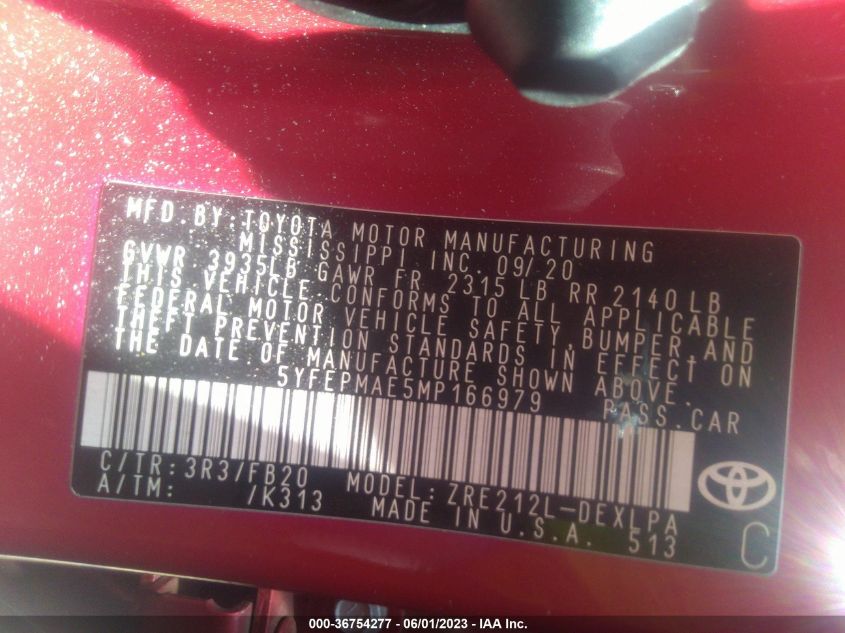 MFD. BY: TOYOTA MOTOR MANUFACTURING
MISSISSIPPI INC. 09/20
GVWR 3935LB GAWR FR 2315 LB RR 2140 LB
THIS VEHICLE CONFORMS TO ALL APPLICABLE
FEDERAL MOTOR VEHICLE SAFETY, BUMPER, AND
THEFT PREVENTION STANDARDS IN EFFECT ON
THE DATE OF MANUFACTURE SHOWN ABOVE.
5YFEPMAE5MP166979 PASS.CAR
C/TR: 3R3/FB20 MODEL: ZRE212L-DEXLPA
A/TM: /K313 MADE IN U.S.A. 513
C
000-36754277 - 06/01/2023 - IAA Inc.